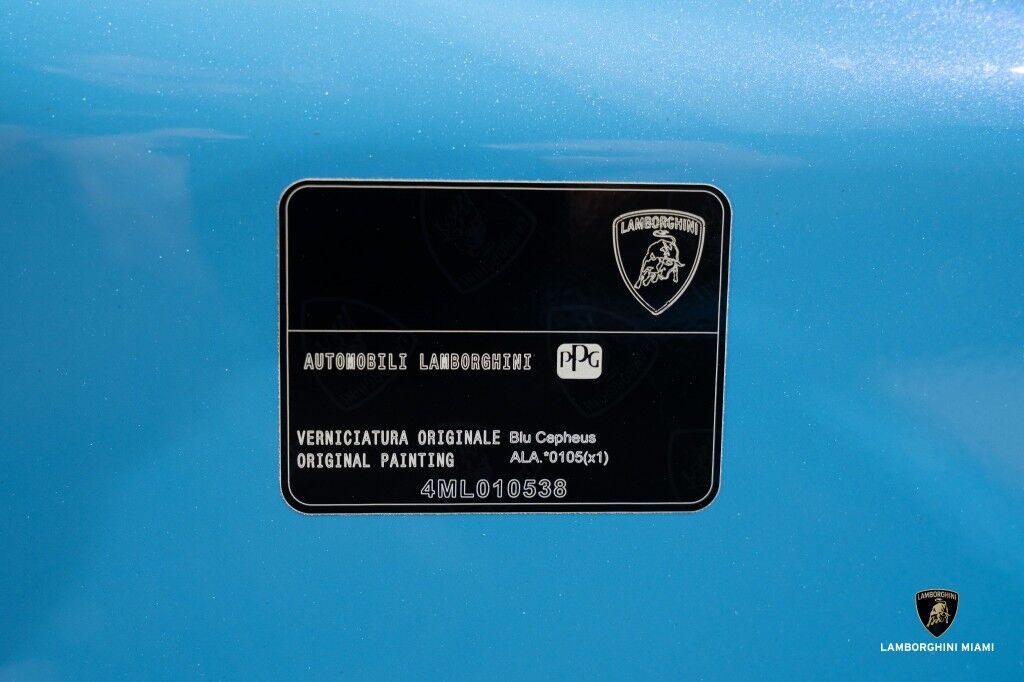 LAMBORGHINI
AUTOMOBILI LAMBORGHINI PPG
VERNICIATURA ORIGINALE Blu Cepheus
ORIGINAL PAINTING ALA.*0105(x1)
4ML010538
LAMBORGHINI
LAMBORGHINI MIAMI